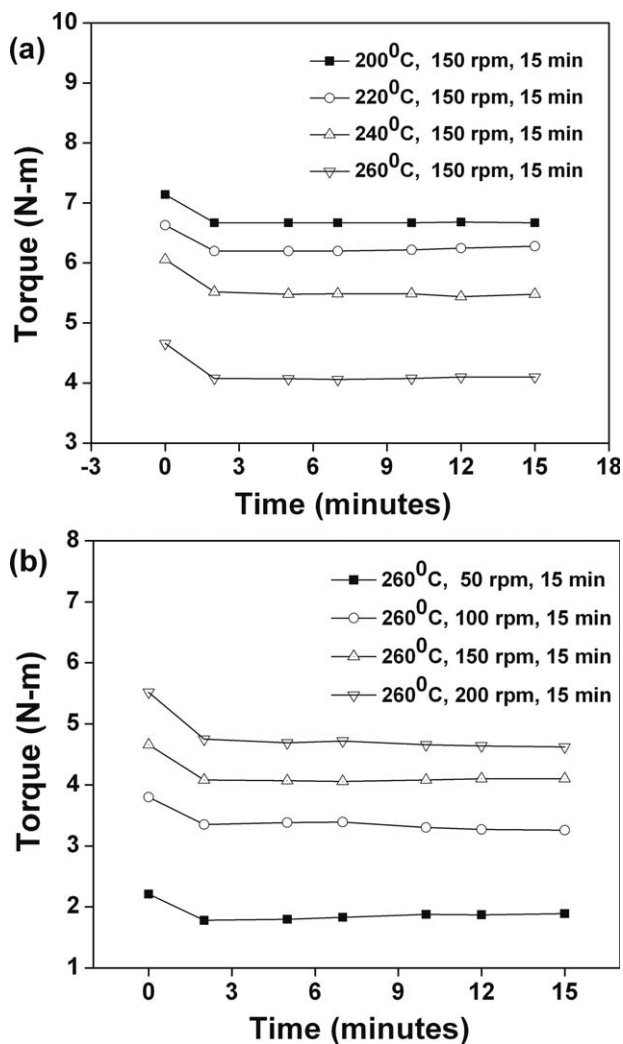 (a)
10
9
8
7
6
5
4
3
Torque (N-m)
200⁰C, 150 rpm, 15 min
220⁰C, 150 rpm, 15 min
240⁰C, 150 rpm, 15 min
260⁰C, 150 rpm, 15 min
-3 0 3 6 9 12 15 18
Time (minutes)
(b)
8
7
6
5
4
3
2
1
Torque (N-m)
260⁰C, 50 rpm, 15 min
260⁰C, 100 rpm, 15 min
260⁰C, 150 rpm, 15 min
260⁰C, 200 rpm, 15 min
0 3 6 9 12 15
Time (minutes)